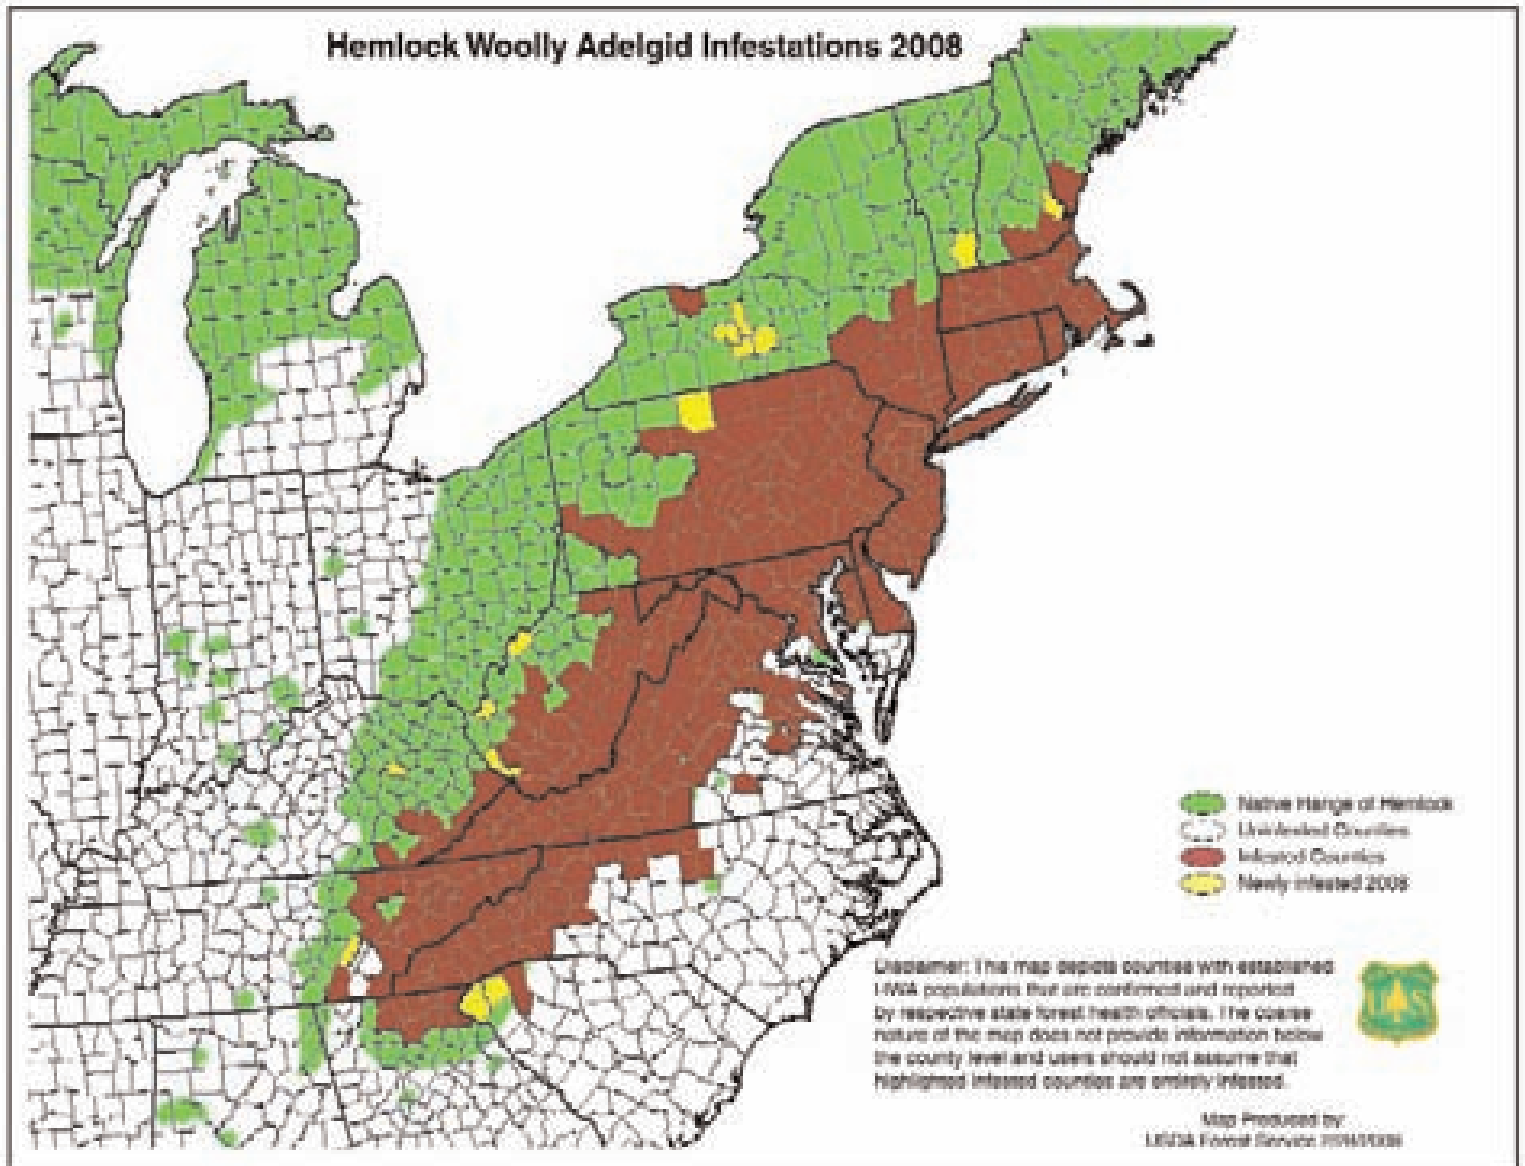 Hemlock Woolly Adelgid Infestations 2008
Native Range of Hemlock
Uninfested Counties
Infested Counties
Newly Infested 2008
Disclaimer: This map depicts counties with established
HWA populations that are confirmed and reported
by respective state forest health officials. The coarse
nature of the map does not provide information below
the county level and users should not assume that
highlighted infested counties are entirely infested.
U S
Map Produced by:
USDA Forest Service